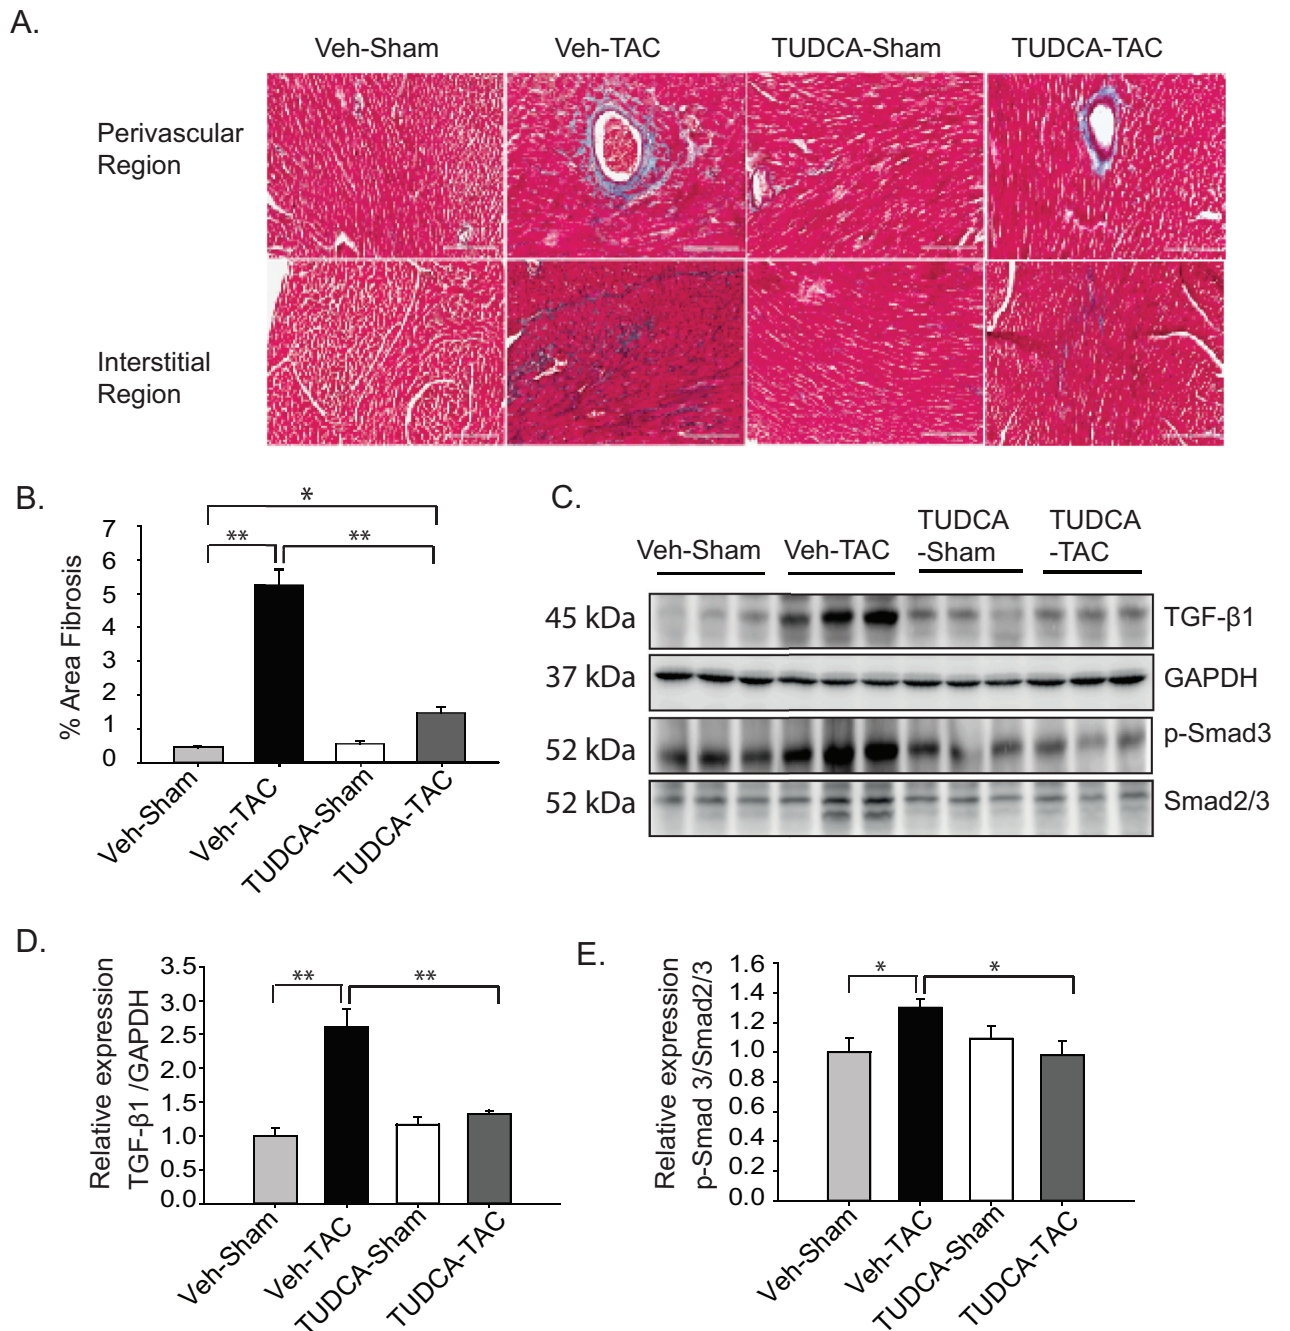 A.
Veh-Sham
Veh-TAC
TUDCA-Sham
TUDCA-TAC
Perivascular
Region
Interstitial
Region
B.
*
**
**
% Area Fibrosis
7
6
5
4
3
2
1
0
Veh-Sham
Veh-TAC
TUDCA-Sham
TUDCA-TAC
C.
Veh-Sham
Veh-TAC
TUDCA
-Sham
TUDCA
-TAC
45 kDa
TGF-β1
37 kDa
GAPDH
52 kDa
p-Smad3
52 kDa
Smad2/3
D.
**
**
Relative expression
TGF-β1 /GAPDH
3.5
3.0
2.5
2.0
1.5
1.0
0.5
0.0
Veh-Sham
Veh-TAC
TUDCA-Sham
TUDCA-TAC
E.
*
*
Relative expression
p-Smad 3/Smad2/3
1.6
1.4
1.2
1.0
0.8
0.6
0.4
0.2
0.0
Veh-Sham
Veh-TAC
TUDCA-Sham
TUDCA-TAC